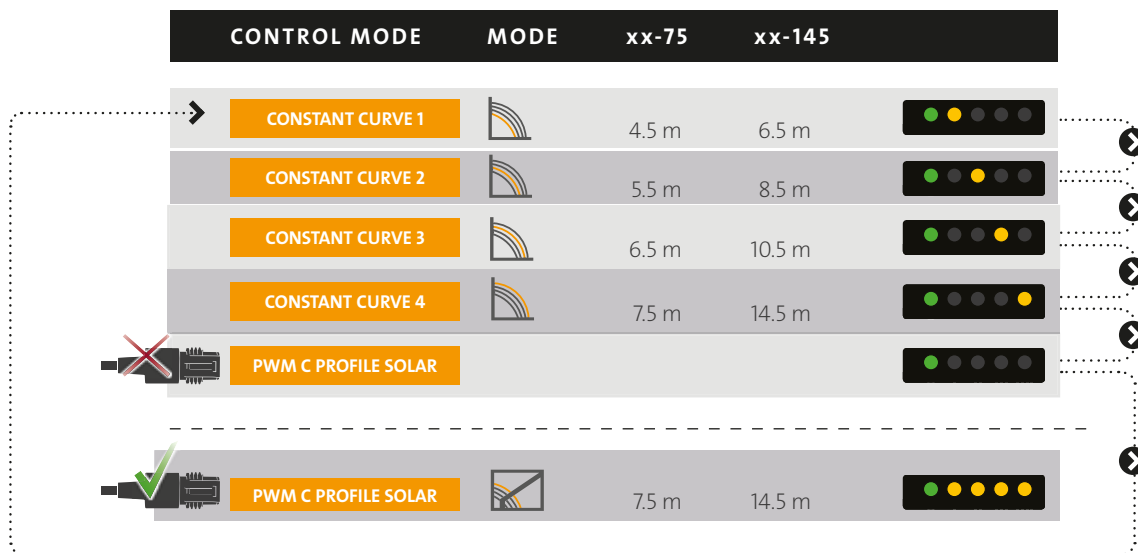 CONTROL MODE MODE xx-75 xx-145
CONSTANT CURVE 1 4.5 m 6.5 m
CONSTANT CURVE 2 5.5 m 8.5 m
CONSTANT CURVE 3 6.5 m 10.5 m
CONSTANT CURVE 4 7.5 m 14.5 m
PWM C PROFILE SOLAR
PWM C PROFILE SOLAR 7.5 m 14.5 m